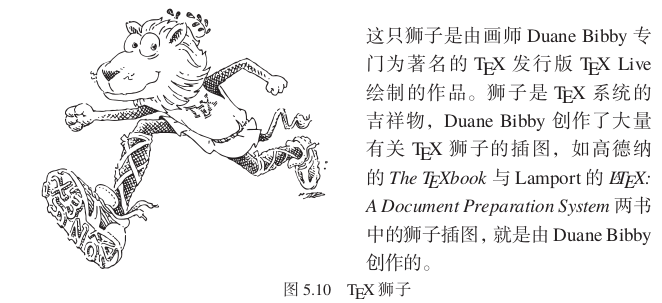 这只狮子是由画师 Duane Bibby 专
门为著名的 TEX 发行版 TEX Live
绘制的作品。狮子是 TEX 系统的
吉祥物，Duane Bibby 创作了大量
有关 TEX 狮子的插图，如高德纳
的 The TEXbook 与 Lamport 的 LATEX:
A Document Preparation System 两书
中的狮子插图，就是由 Duane Bibby
创作的。
TEX
图 5.10 TEX 狮子